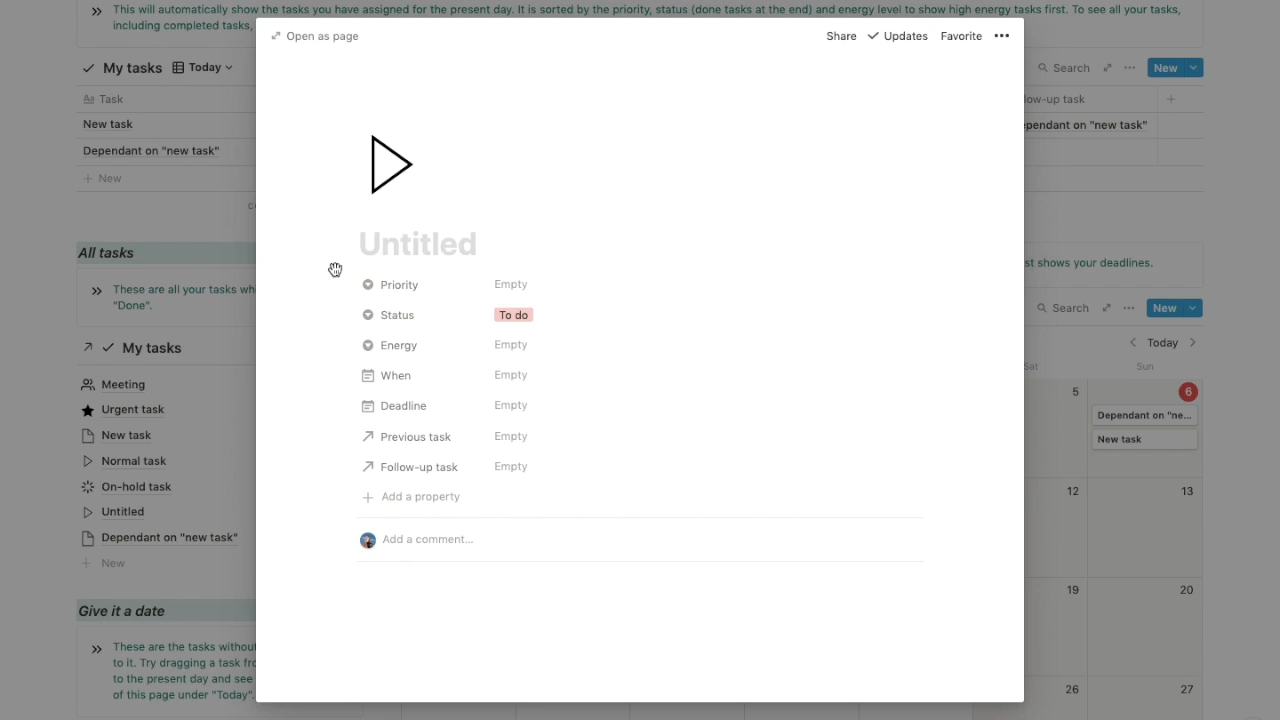 This will automatically show the tasks you have assigned for the present day. It is sorted by the priority, status (done tasks at the end) and energy level to show high energy tasks first. To see all your tasks,
including completed tasks,
Open as page
Share
Updates
Favorite
My tasks
Today
Search
New
Aa Task
low-up task
New task
ependant on "new task"
Dependant on "new task"
New
Untitled
All tasks
Priority
Empty
Status
To do
Energy
Empty
When
Empty
Deadline
Empty
Previous task
Empty
Follow-up task
Empty
Add a property
Add a comment...
These are all your tasks wh
"Done".
st shows your deadlines.
My tasks
Search
New
Today
Sat
Sun
Meeting
Urgent task
New task
Normal task
On-hold task
Untitled
Dependant on "new task"
New
5
6
Dependant on "ne...
New task
12
13
19
20
26
27
Give it a date
These are the tasks withou
to it. Try dragging a task fro
to the present day and see
of this page under "Today".